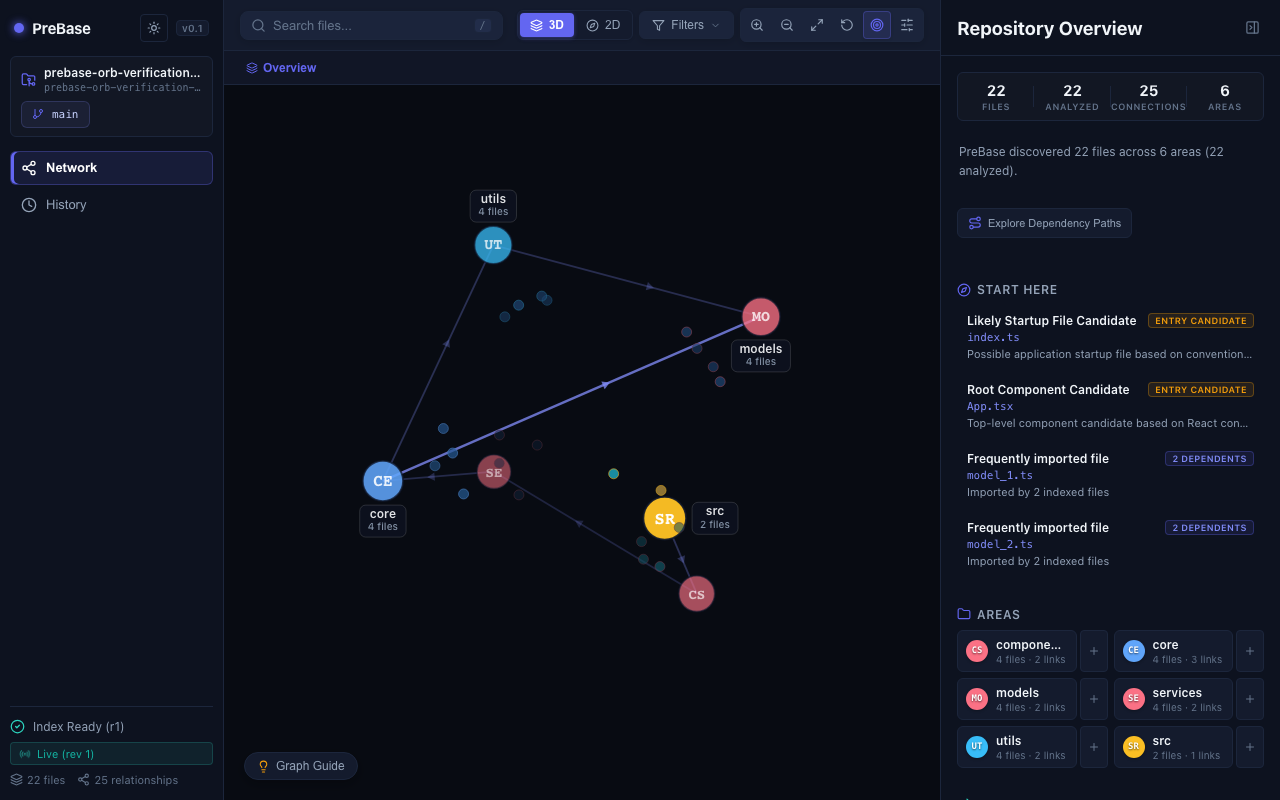 PreBase
v0.1
prebase-orb-verification...
prebase-orb-verification-…
main
Network
History
Index Ready (r1)
Live (rev 1)
22 files
25 relationships
Search files...
/
3D
2D
Filters
Overview
utils
4 files
UT
MO
models
4 files
CE
core
4 files
SE
SR
src
2 files
CS
Graph Guide
Repository Overview
22
FILES
22
ANALYZED
25
CONNECTIONS
6
AREAS
PreBase discovered 22 files across 6 areas (22
analyzed).
Explore Dependency Paths
START HERE
Likely Startup File Candidate
ENTRY CANDIDATE
index.ts
Possible application startup file based on convention...
Root Component Candidate
ENTRY CANDIDATE
App.tsx
Top-level component candidate based on React con...
Frequently imported file
2 DEPENDENTS
model_1.ts
Imported by 2 indexed files
Frequently imported file
2 DEPENDENTS
model_2.ts
Imported by 2 indexed files
AREAS
CS
compone...
4 files · 2 links
+
CE
core
4 files · 3 links
+
MO
models
4 files · 2 links
+
SE
services
4 files · 2 links
+
UT
utils
4 files · 2 links
+
SR
src
2 files · 1 links
+